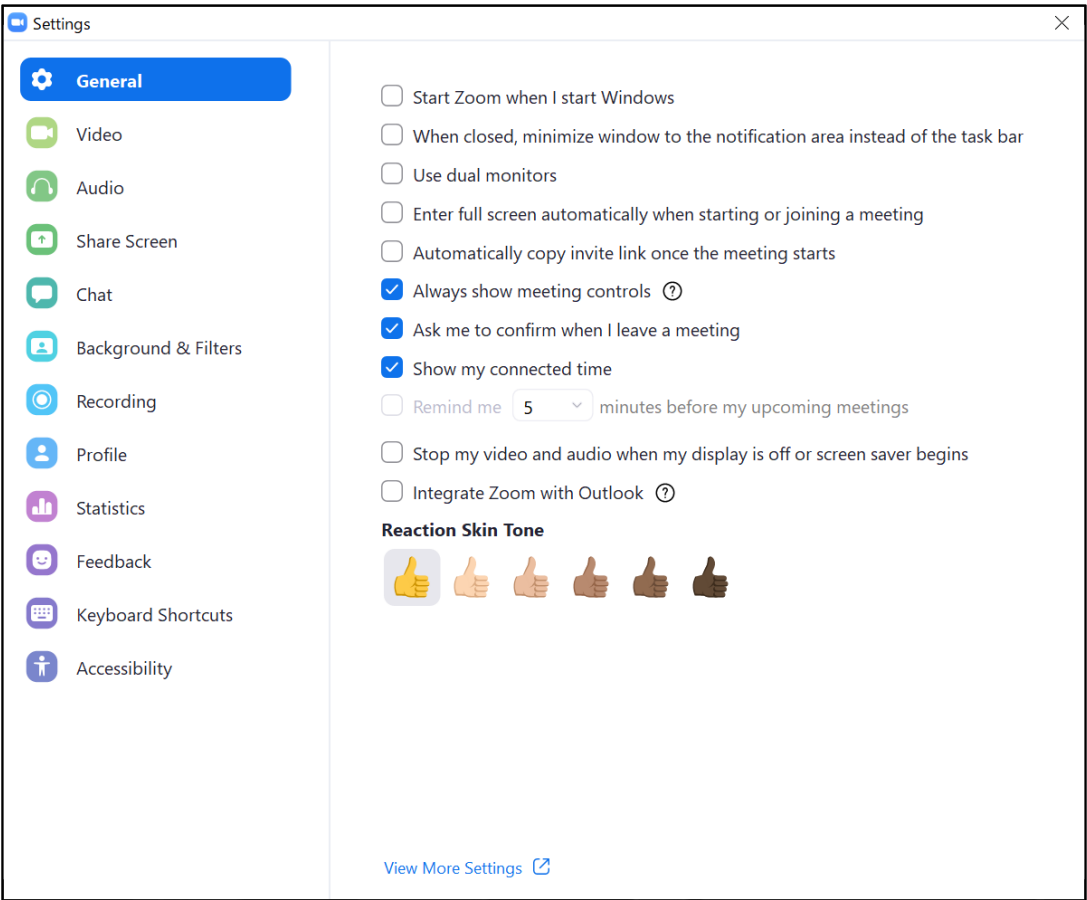 Settings
General
Video
Audio
Share Screen
Chat
Background & Filters
Recording
Profile
Statistics
Feedback
Keyboard Shortcuts
Accessibility
Start Zoom when I start Windows
When closed, minimize window to the notification area instead of the task bar
Use dual monitors
Enter full screen automatically when starting or joining a meeting
Automatically copy invite link once the meeting starts
Always show meeting controls ?
Ask me to confirm when I leave a meeting
Show my connected time
Remind me 5 minutes before my upcoming meetings
Stop my video and audio when my display is off or screen saver begins
Integrate Zoom with Outlook ?
Reaction Skin Tone
View More Settings